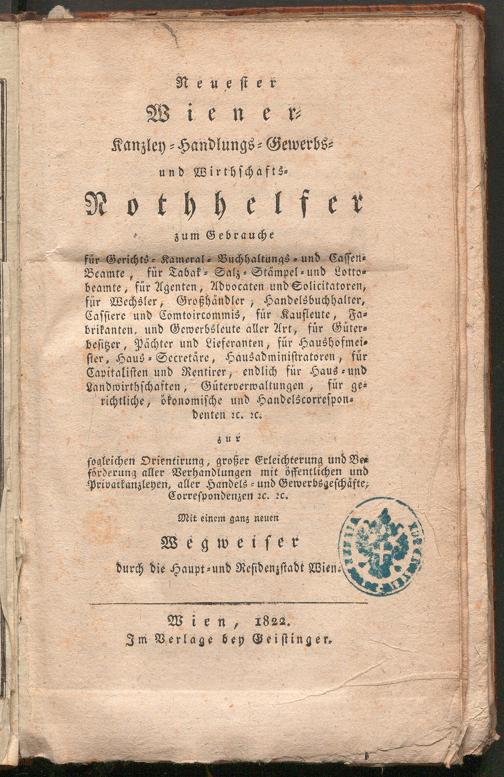 Neuester
Wiener-
Kanzley-Handlungs-Gewerbs-
und Wirthschafts-
Nothhelfer
zum Gebrauche
für Gerichts- Kameral- Buchhaltungs- und Cassen-
Beamte, für Tabak- Salz- Stämpel- und Lotto-
beamte, für Agenten, Advocaten und Solicitatoren,
für Wechsler, Großhändler, Handelsbuchhalter,
Cassiere und Comtoircommis, für Kaufleute, Fa-
brikanten, und Gewerbsleute aller Art, für Güter-
besitzer, Pächter und Lieferanten, für Haushofmei-
ster, Haus-Secretäre, Hausadministratoren, für
Capitalisten und Rentirer, endlich für Haus- und
Landwirthschaften, Güterverwaltungen, für ge-
richtliche, ökonomische und Handelscorrespon-
denten ꝛc. ꝛc.
zur
sogleichen Orientirung, großer Erleichterung und Be-
förderung aller Verhandlungen mit öffentlichen und
Privatkanzleyen, aller Handels- und Gewerbsgeschäfte,
Correspondenzen ꝛc. ꝛc.
Mit einem ganz neuen
Wegweiser
durch die Haupt- und Residenzstadt Wien.
Wien, 1822.
Im Verlage bey Geistinger.